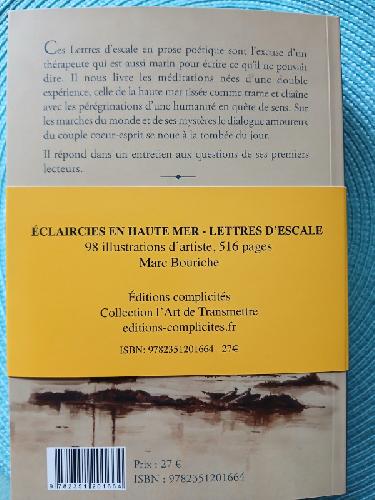 Ces Lettres d'escale en prose poétique sont l'excuse d'un
thérapeute qui est aussi marin pour écrire ce qu'il ne pouvait
dire. Il nous livre les méditations nées d'une double
expérience, celle de la haute mer tissée comme trame et chaîne
avec les pérégrinations d'une humanité en quête de sens. Sur
les marches du monde et de ses mystères le dialogue amoureux
du couple coeur-esprit se noue à la tombée du jour.
Il répond dans un entretien aux questions de ses premiers
lecteurs.
ÉCLAIRCIES EN HAUTE MER - LETTRES D'ESCALE
98 illustrations d'artiste, 516 pages
Marc Bouriche
Éditions complicités
Collection l'Art de Transmettre
editions-complicites.fr
ISBN: 9782351201664 - 27€
Prix : 27 €
ISBN : 9782351201664
9 782351 201664